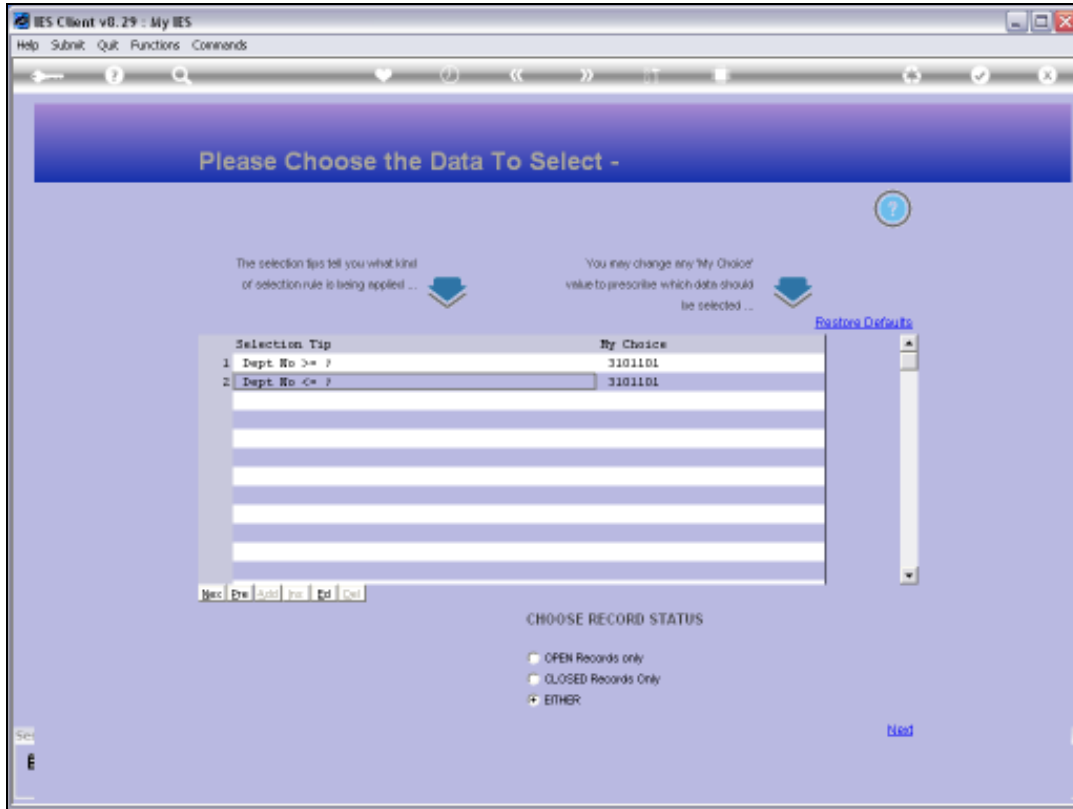 IES Client v8.29 : My IES
Help Submit Quit Functions Commands
Please Choose the Data To Select -
The selection tips tell you what kind
of selection rule is being applied ...
You may change any 'My Choice'
value to prescribe which data should
be selected ...
Restore Defaults
Selection Tip My Choice
1 Dept No >= ? 3101101
2 Dept No <= ? 3101101
Nex Pre Add Ins Ed Del
CHOOSE RECORD STATUS
OPEN Records only
CLOSED Records Only
EITHER
Next